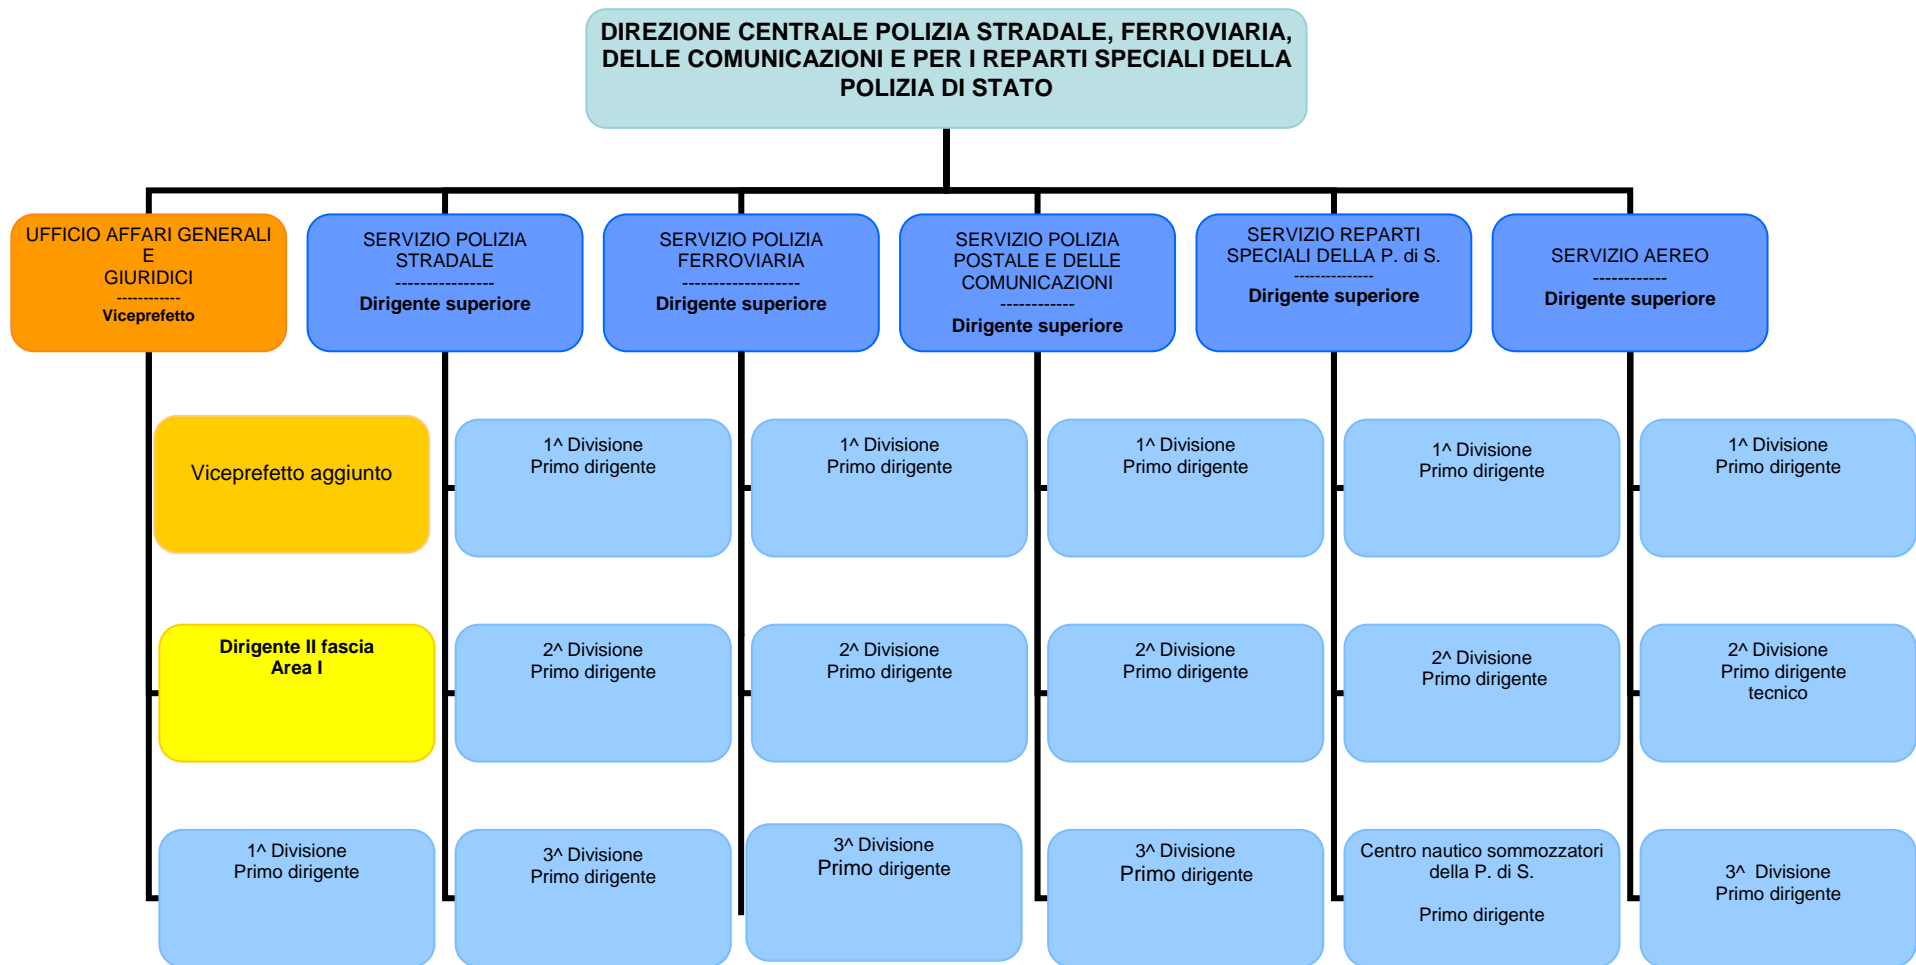 DIREZIONE CENTRALE POLIZIA STRADALE, FERROVIARIA,
DELLE COMUNICAZIONI E PER I REPARTI SPECIALI DELLA
POLIZIA DI STATO
UFFICIO AFFARI GENERALI
E
GIURIDICI
------------
Viceprefetto
SERVIZIO POLIZIA
STRADALE
----------------
Dirigente superiore
SERVIZIO POLIZIA
FERROVIARIA
-------------------
Dirigente superiore
SERVIZIO POLIZIA
POSTALE E DELLE
COMUNICAZIONI
------------
Dirigente superiore
SERVIZIO REPARTI
SPECIALI DELLA P. di S.
---------------
Dirigente superiore
SERVIZIO AEREO
------------
Dirigente superiore
Viceprefetto aggiunto
1^ Divisione
Primo dirigente
1^ Divisione
Primo dirigente
1^ Divisione
Primo dirigente
1^ Divisione
Primo dirigente
1^ Divisione
Primo dirigente
Dirigente II fascia
Area I
2^ Divisione
Primo dirigente
2^ Divisione
Primo dirigente
2^ Divisione
Primo dirigente
2^ Divisione
Primo dirigente
2^ Divisione
Primo dirigente
tecnico
1^ Divisione
Primo dirigente
3^ Divisione
Primo dirigente
3^ Divisione
Primo dirigente
3^ Divisione
Primo dirigente
Centro nautico sommozzatori
della P. di S.
Primo dirigente
3^ Divisione
Primo dirigente